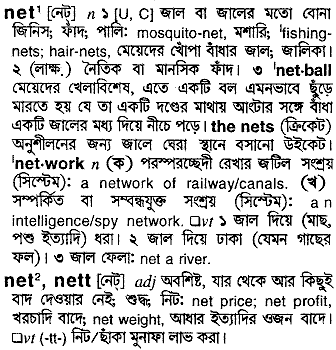 net¹ [নেট্] n ১ [U, C] জাল বা জালের মতো বোনা
জিনিস; ফাঁদ; পালি: mosquito-net, মশারি; ˈfishing-
nets; hair-nets, মেয়েদের খোঁপা বাঁধার জাল; জালিকা।
২ (লাক্ষ.) নৈতিক বা মানসিক ফাঁদ। ৩ ˈnet·ball
মেয়েদের খেলাবিশেষ, এতে একটি বল এমনভাবে ছুঁড়ে
মারতে হয় যে তা একটি দণ্ডের মাথায় আংটার সঙ্গে বাঁধা
একটি জালের মধ্য দিয়ে নীচে পড়ে। the nets (ক্রিকেট)
অনুশীলনের জন্য জালে ঘেরা স্থানে বসানো উইকেট।
ˈnet·work n (ক) পরস্পরচ্ছেদী রেখার জটিল সংশ্রয়
(সিস্টেম): a network of railway/canals. (খ)
সম্পর্কিত বা সম্বন্ধযুক্ত সংশ্রয় (সিস্টেম): an
intelligence/spy network. □vt ১ জাল দিয়ে (মাছ,
পশু ইত্যাদি) ধরা। ২ জাল দিয়ে ঢাকা (যেমন গাছের
ফল)। ৩ জাল ফেলা: net a river.
net², nett [নেট্] adj অবশিষ্ট, যার থেকে আর কিছুই
বাদ দেওয়ার নেই; শুদ্ধ; নিট: net price; net profit,
খরচাদি বাদে; net weight, আধার ইত্যাদির ওজন বাদে।
□vt (-tt-) নিট/ছাঁকা মুনাফা লাভ করা।